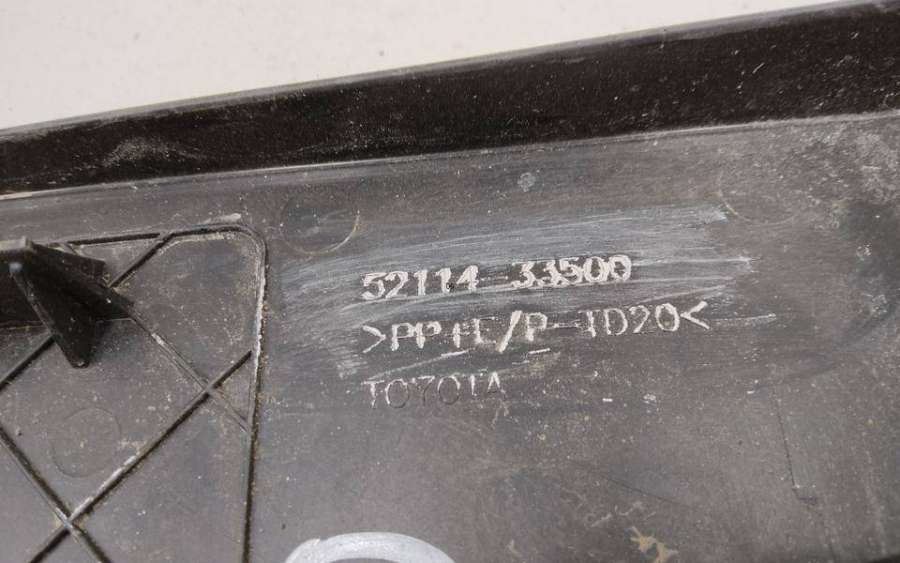 52114-33500
>PP+E/P-TD20<
TOYOTA